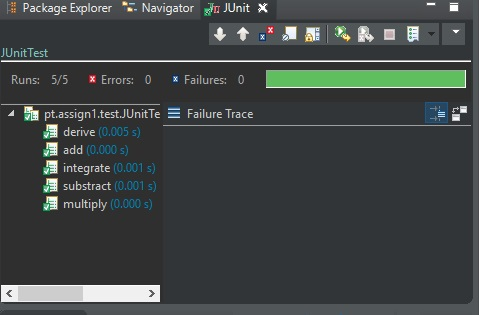 Package Explorer Navigator JUnit
JUnitTest
Runs: 5/5 Errors: 0 Failures: 0
pt.assign1.test.JUnitTe
Failure Trace
derive (0.005 s)
add (0.000 s)
integrate (0.001 s)
substract (0.001 s)
multiply (0.000 s)